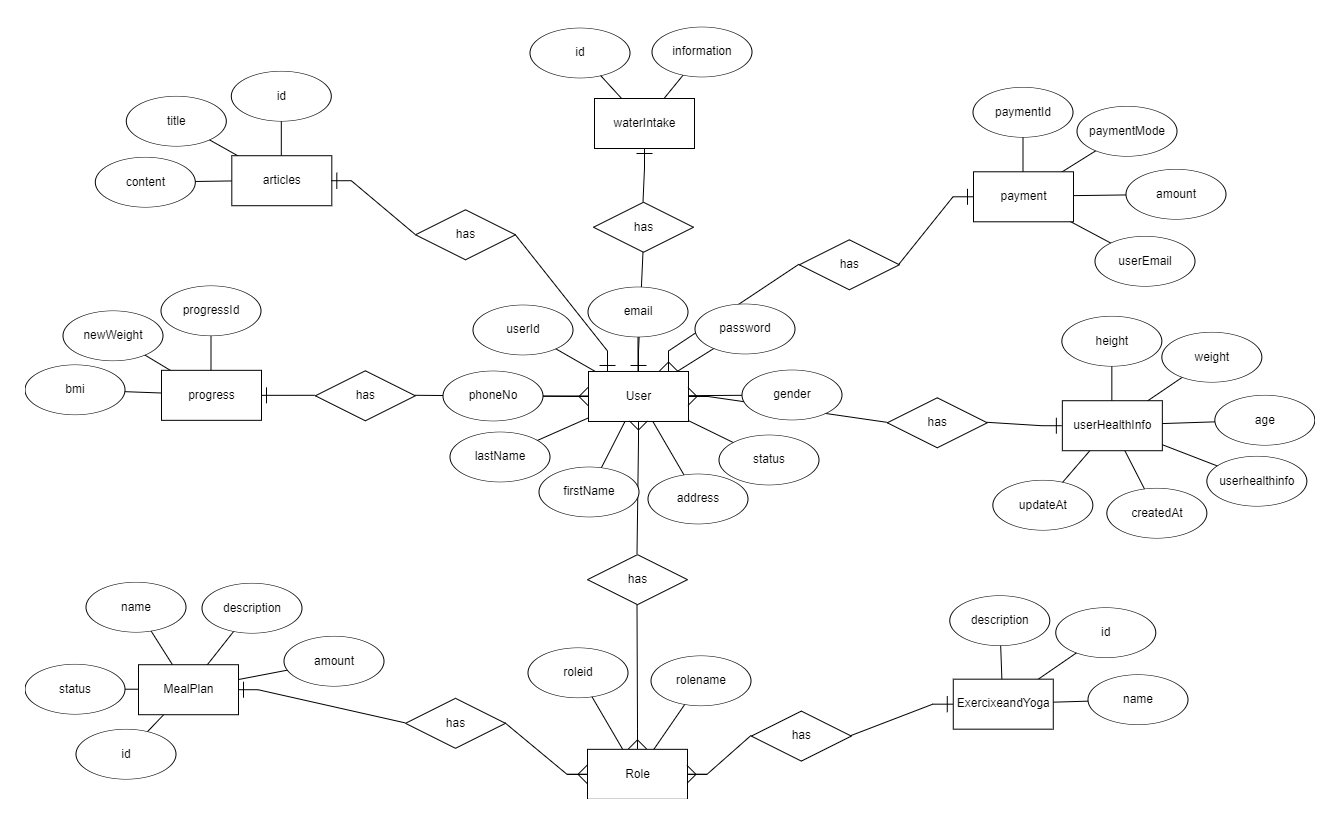 id
information
waterIntake
id
title
content
articles
has
has
paymentId
paymentMode
amount
userEmail
payment
has
progressId
newWeight
bmi
progress
has
userId
email
password
phoneNo
User
gender
lastName
firstName
address
status
has
height
weight
age
userhealthinfo
createdAt
updateAt
userHealthInfo
has
name
description
amount
status
MealPlan
id
has
roleid
rolename
Role
has
description
id
name
ExercixeandYoga